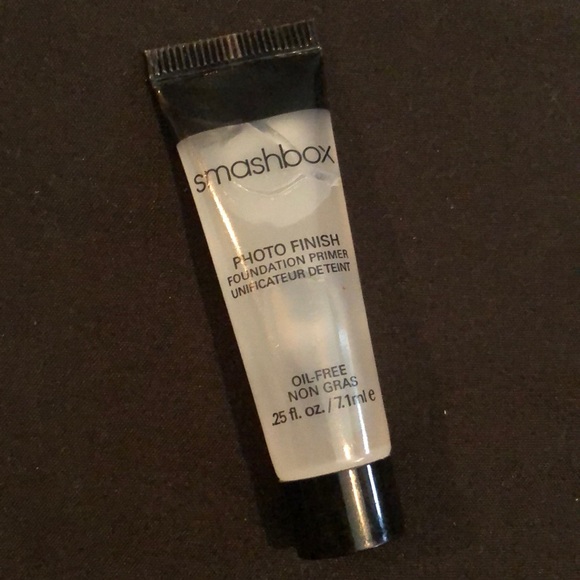 smashbox
PHOTO FINISH
FOUNDATION PRIMER
UNIFICATEUR DE TEINT
OIL-FREE
NON GRAS
.25 fl. oz. / 7.1ml e